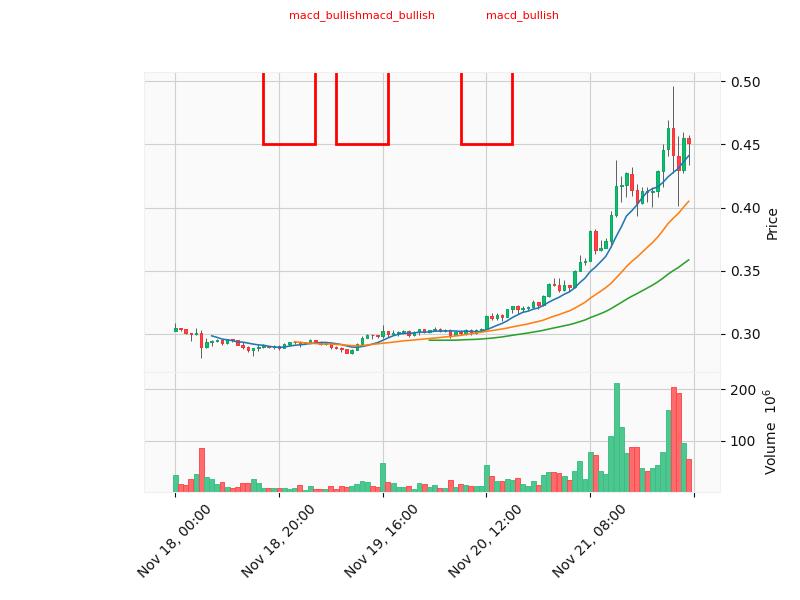 macd_bullishmacd_bullish macd_bullish
0.50
0.45
0.40
0.35
0.30
Price
200
100
Volume 10^6
Nov 18, 00:00
Nov 18, 20:00
Nov 19, 16:00
Nov 20, 12:00
Nov 21, 08:00